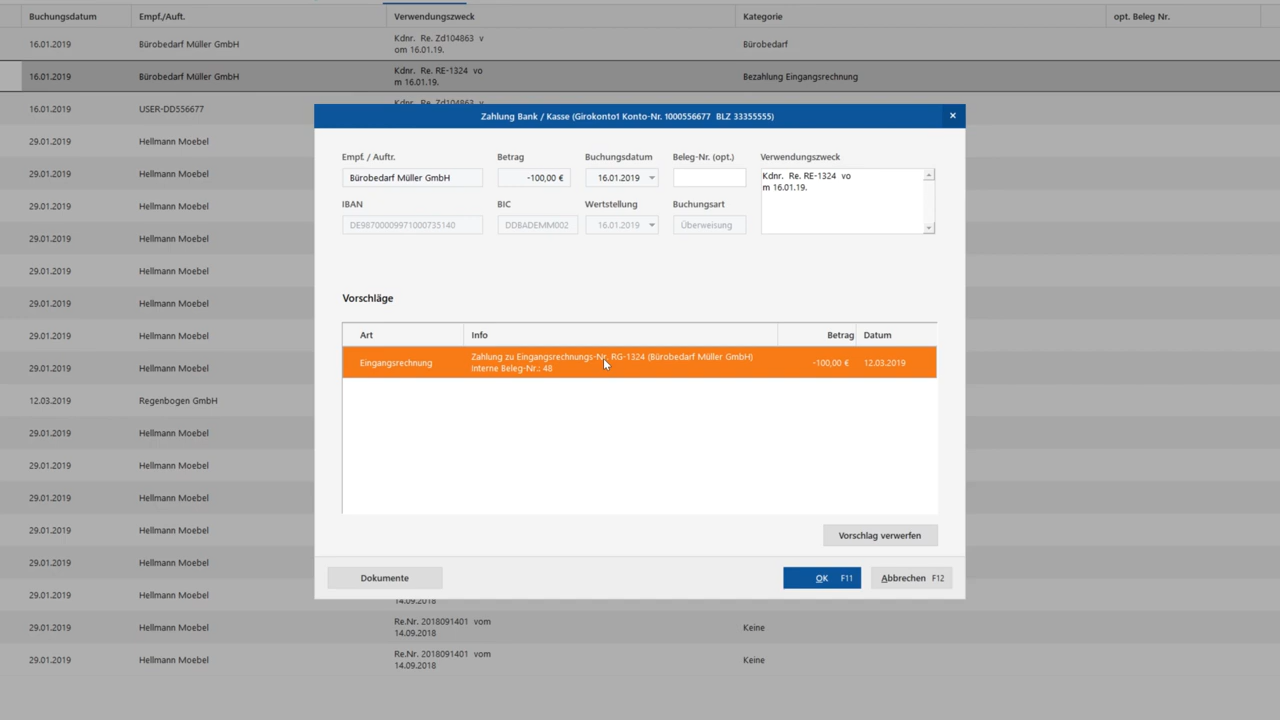 Buchungsdatum Empf./Auft. Verwendungszweck Kategorie opt. Beleg Nr.
16.01.2019 Bürobedarf Müller GmbH Kdnr. Re. Zd104863 v
om 16.01.19. Bürobedarf
16.01.2019 Bürobedarf Müller GmbH Kdnr. Re. RE-1324 vo
m 16.01.19. Bezahlung Eingangsrechnung
16.01.2019 USER-DD556677 Kdnr. Re. Zd104863 v
29.01.2019 Hellmann Moebel
29.01.2019 Hellmann Moebel
29.01.2019 Hellmann Moebel
29.01.2019 Hellmann Moebel
29.01.2019 Hellmann Moebel
29.01.2019 Hellmann Moebel
29.01.2019 Hellmann Moebel
29.01.2019 Hellmann Moebel
12.03.2019 Regenbogen GmbH
29.01.2019 Hellmann Moebel
29.01.2019 Hellmann Moebel
29.01.2019 Hellmann Moebel
29.01.2019 Hellmann Moebel
29.01.2019 Hellmann Moebel
29.01.2019 Hellmann Moebel
14.09.2018
29.01.2019 Hellmann Moebel Re.Nr. 2018091401 vom
14.09.2018 Keine
29.01.2019 Hellmann Moebel Re.Nr. 2018091401 vom
14.09.2018 Keine
Zahlung Bank / Kasse (Girokonto1 Konto-Nr. 1000556677 BLZ 33355555)
Empf. / Auftr. Betrag Buchungsdatum Beleg-Nr. (opt.) Verwendungszweck
Bürobedarf Müller GmbH -100,00 € 16.01.2019 Kdnr. Re. RE-1324 vo
m 16.01.19.
IBAN BIC Wertstellung Buchungsart
DE98700009971000735140 DDBADEMM002 16.01.2019 Überweisung
Vorschläge
Art Info Betrag Datum
Eingangsrechnung Zahlung zu Eingangsrechnungs-Nr. RG-1324 (Bürobedarf Müller GmbH) -100,00 € 12.03.2019
Interne Beleg-Nr.: 48
Vorschlag verwerfen
Dokumente OK F11 Abbrechen F12